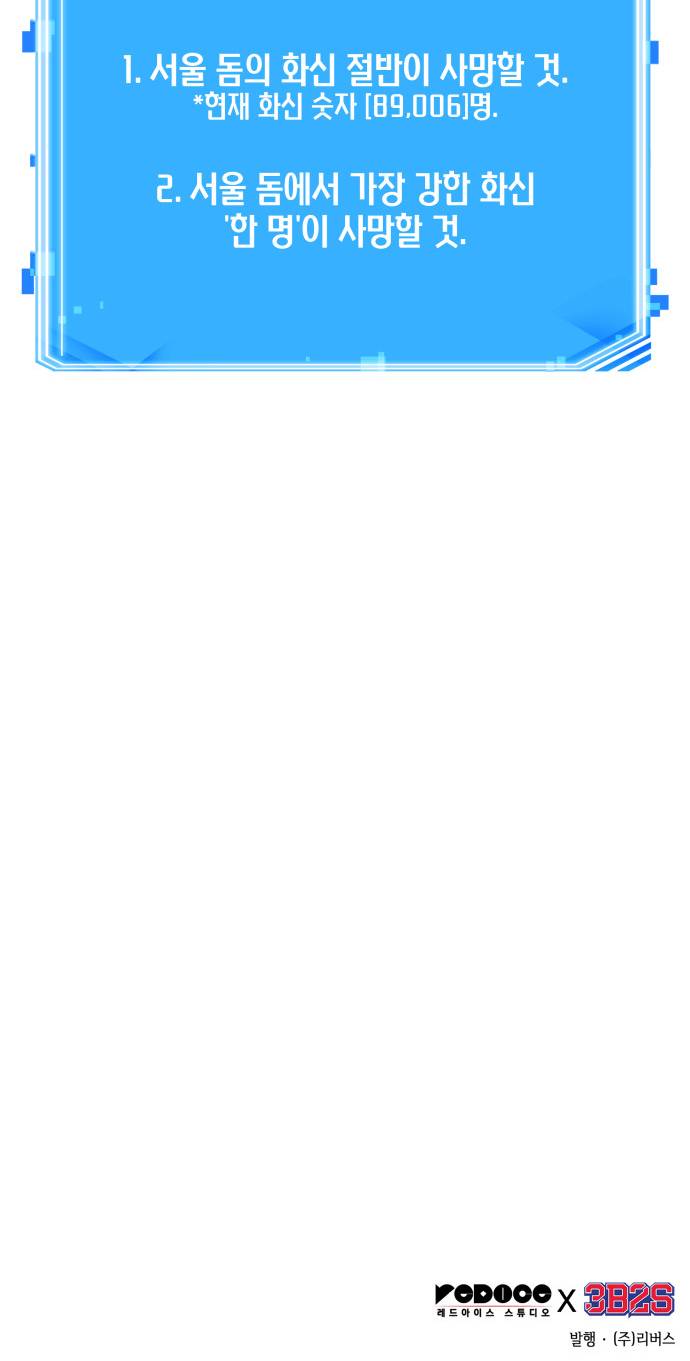 1. 서울 돔의 화신 절반이 사망할 것.
*현재 화신 숫자 [89,006]명.
2. 서울 돔에서 가장 강한 화신
'한 명'이 사망할 것.
REDICE X 3B2S
레드아이스 스튜디오
발행 · (주)리버스